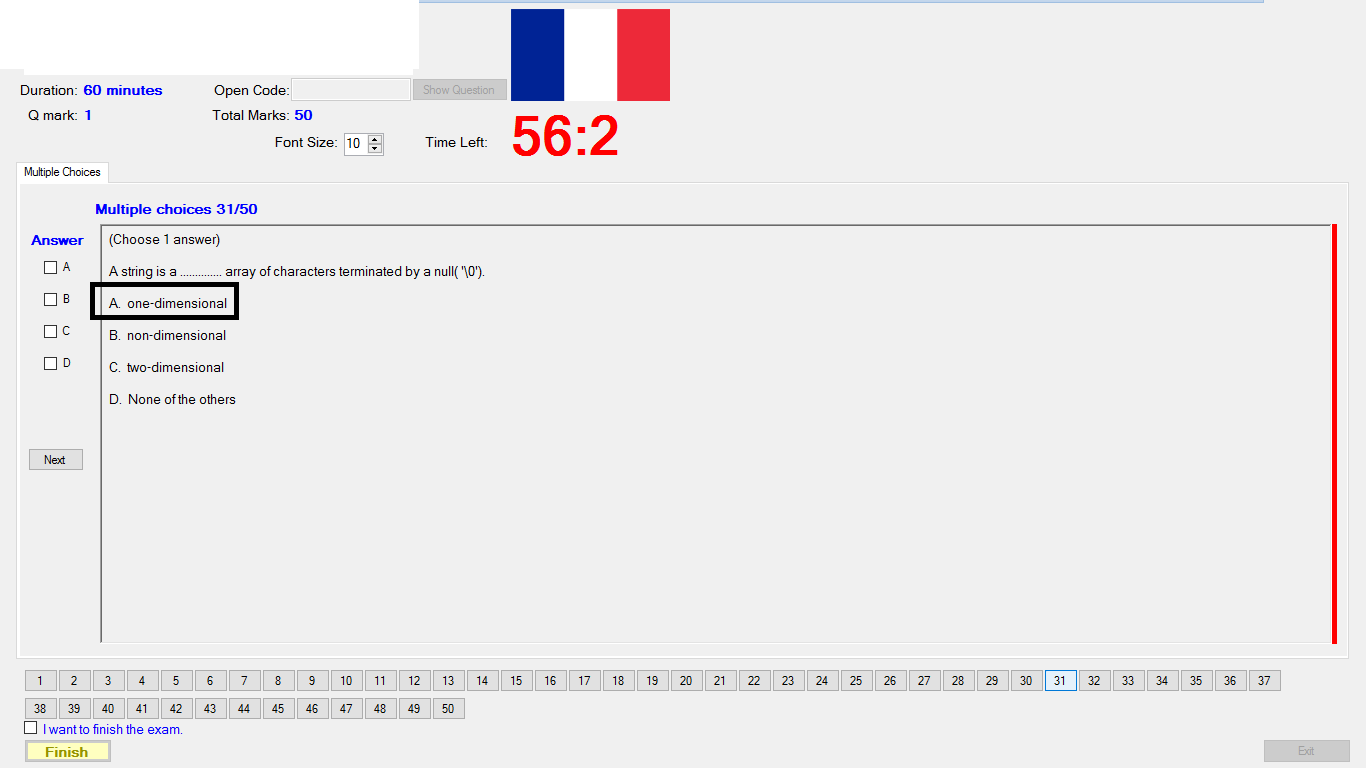 Duration: 60 minutes
Open Code:
Show Question
Q mark: 1
Total Marks: 50
Font Size: 10
Time Left: 56:2
Multiple Choices
Multiple choices 31/50
Answer
(Choose 1 answer)
A string is a .............. array of characters terminated by a null( '\0').
A. one-dimensional
B. non-dimensional
C. two-dimensional
D. None of the others
A
B
C
D
Next
1 2 3 4 5 6 7 8 9 10 11 12 13 14 15 16 17 18 19 20 21 22 23 24 25 26 27 28 29 30 31 32 33 34 35 36 37
38 39 40 41 42 43 44 45 46 47 48 49 50
I want to finish the exam.
Finish
Exit